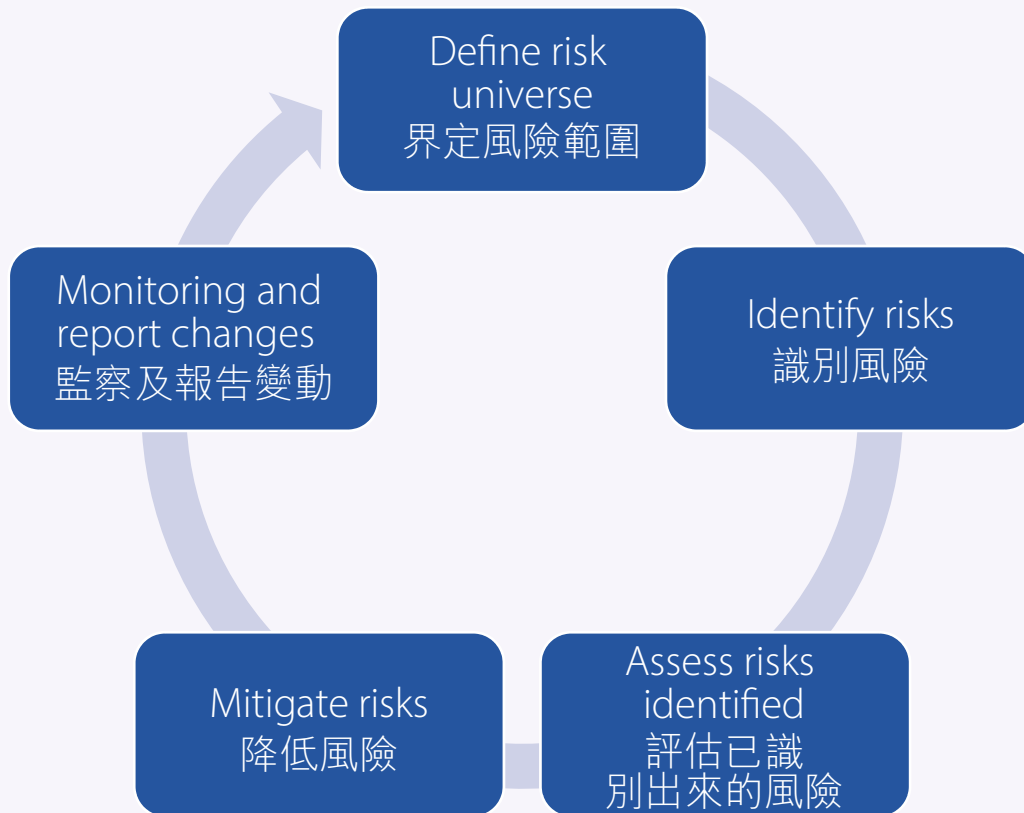 Define risk
universe
界定風險範圍
Identify risks
識別風險
Assess risks
identified
評估已識
別出來的風險
Mitigate risks
降低風險
Monitoring and
report changes
監察及報告變動